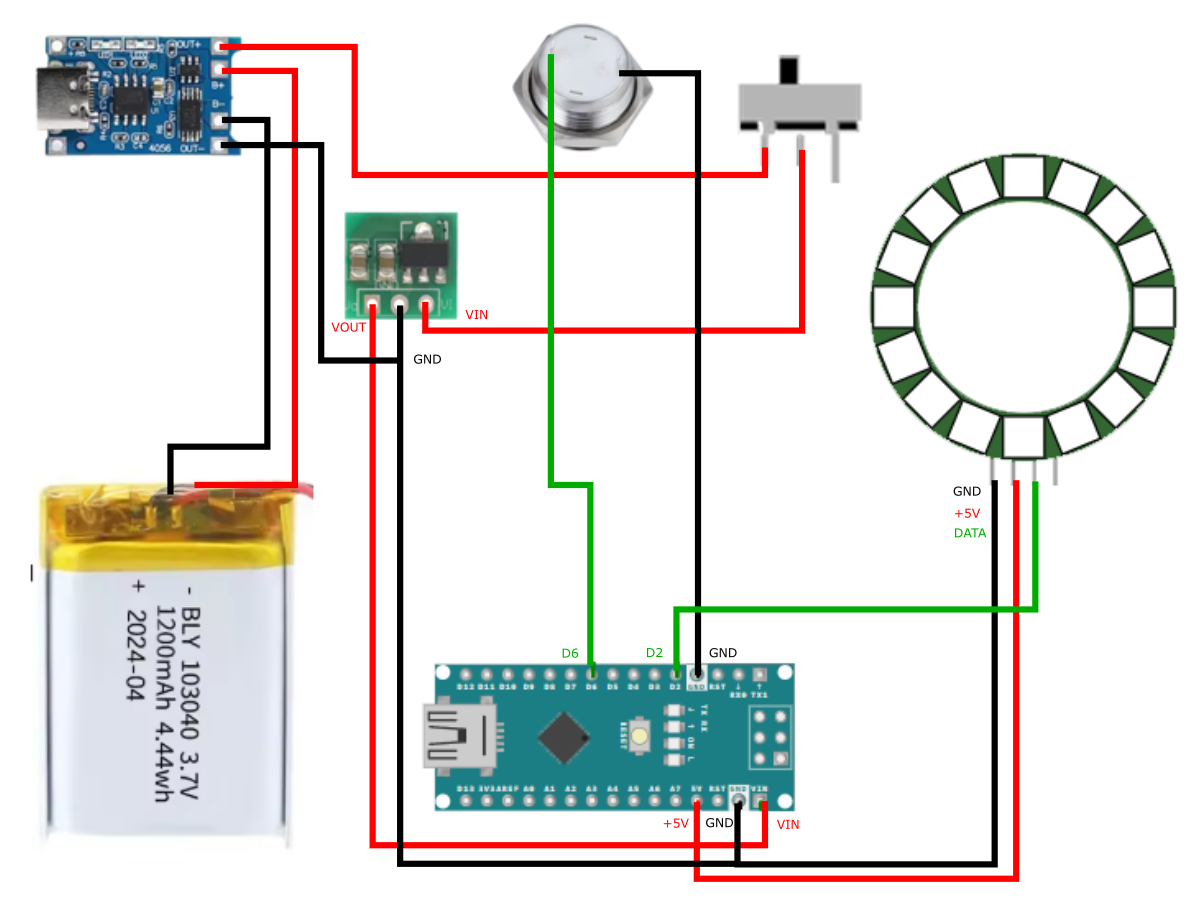 OUT+
B+
B-
OUT-
4056
R3
C4
VOUT
VIN
GND
GND
+5V
DATA
- BLY 103040 3.7V
1200mAh 4.44wh
+ 2024-04
D6
D2
GND
D12 D11 D10 D9 D8 D7 D6 D5 D4 D3 D2 GND RST RX0 TX1
RESET
TX RX
ON L
D13 3V3 AREF A0 A1 A2 A3 A4 A5 A6 A7 5V RST GND VIN
+5V
GND
VIN